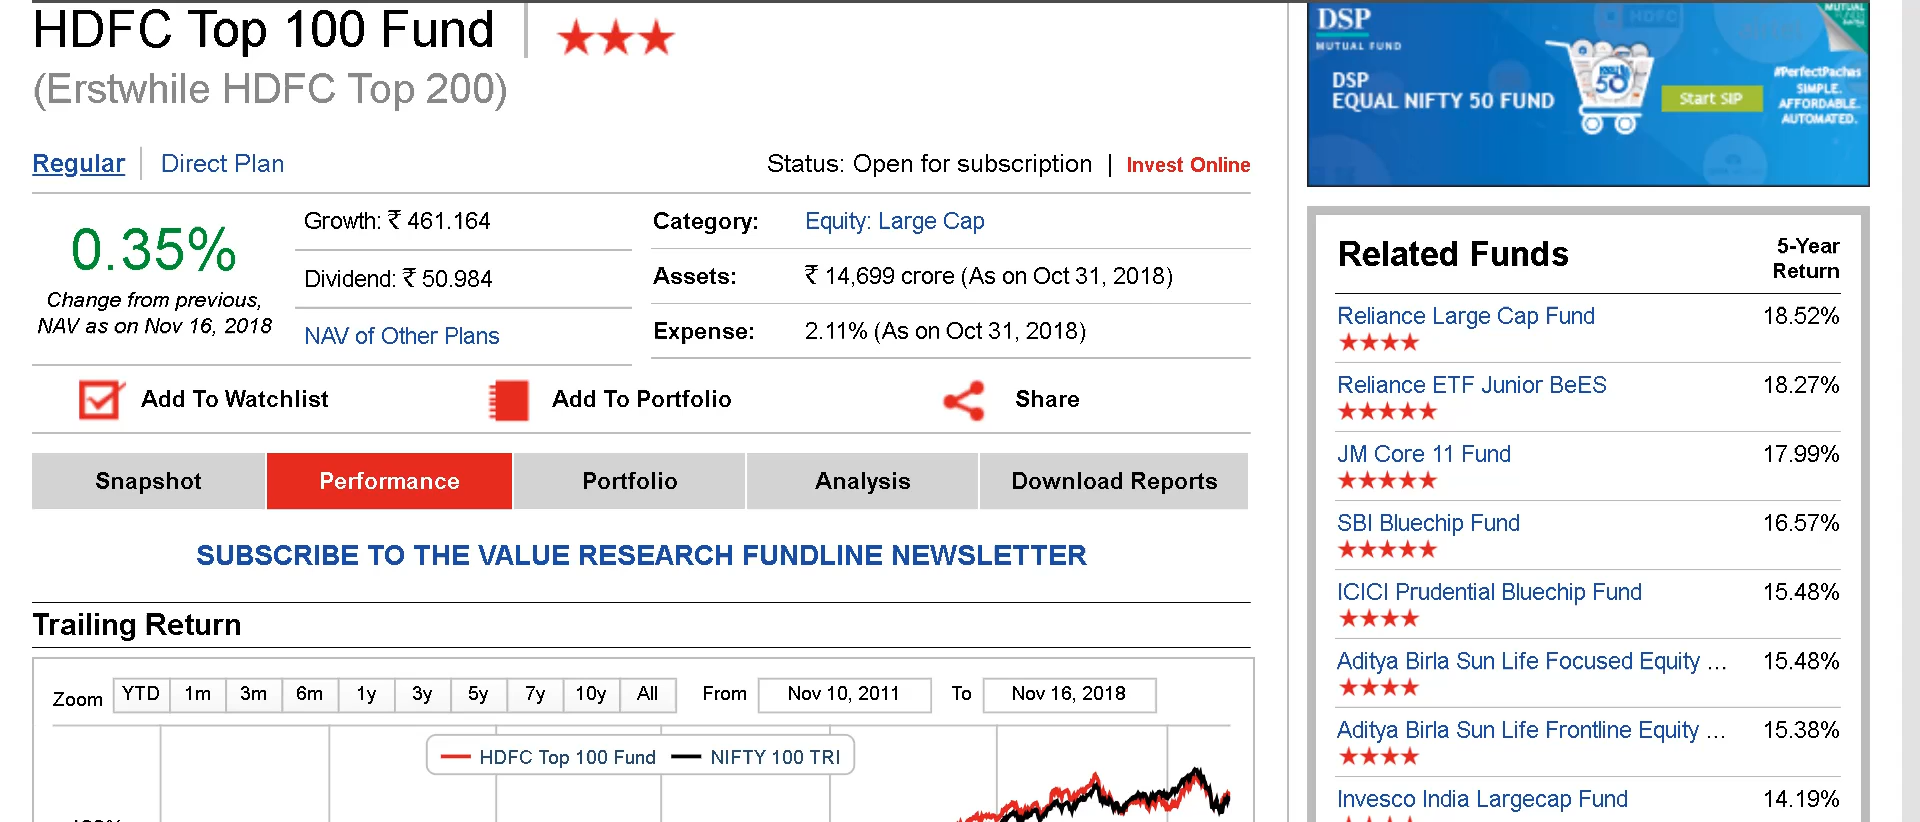 HDFC Top 100 Fund
(Erstwhile HDFC Top 200)
Regular
Direct Plan
Status: Open for subscription | Invest Online
0.35%
Change from previous,
NAV as on Nov 16, 2018
Growth: ₹ 461.164
Dividend: ₹ 50.984
NAV of Other Plans
Category: Equity: Large Cap
Assets: ₹ 14,699 crore (As on Oct 31, 2018)
Expense: 2.11% (As on Oct 31, 2018)
Add To Watchlist
Add To Portfolio
Share
Snapshot
Performance
Portfolio
Analysis
Download Reports
SUBSCRIBE TO THE VALUE RESEARCH FUNDLINE NEWSLETTER
Trailing Return
Zoom YTD 1m 3m 6m 1y 3y 5y 7y 10y All From Nov 10, 2011 To Nov 16, 2018
HDFC Top 100 Fund NIFTY 100 TRI
DSP
MUTUAL FUND
DSP
EQUAL NIFTY 50 FUND
50
Start SIP
#PerfectPachas
SIMPLE.
AFFORDABLE.
AUTOMATED.
MUTUAL
Related Funds
5-Year
Return
Reliance Large Cap Fund 18.52%
Reliance ETF Junior BeES 18.27%
JM Core 11 Fund 17.99%
SBI Bluechip Fund 16.57%
ICICI Prudential Bluechip Fund 15.48%
Aditya Birla Sun Life Focused Equity ... 15.48%
Aditya Birla Sun Life Frontline Equity ... 15.38%
Invesco India Largecap Fund 14.19%